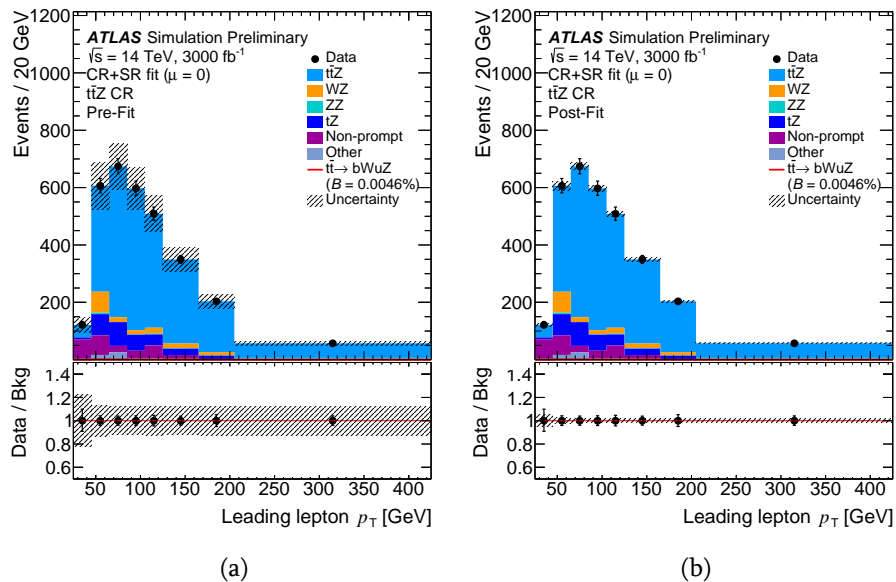 Events / 20 GeV
1200
1000
800
600
400
200
ATLAS Simulation Preliminary
√s = 14 TeV, 3000 fb⁻¹
CR+SR fit (μ = 0)
tt̄Z CR
Pre-Fit
Data
tt̄Z
WZ
ZZ
tZ
Non-prompt
Other
tt̄→ bWuZ
(B = 0.0046%)
Uncertainty
Data / Bkg
1.4
1.2
1
0.8
0.6
50 100 150 200 250 300 350 400
Leading lepton p_T [GeV]
(a)
Events / 20 GeV
1200
1000
800
600
400
200
ATLAS Simulation Preliminary
√s = 14 TeV, 3000 fb⁻¹
CR+SR fit (μ = 0)
tt̄Z CR
Post-Fit
Data
tt̄Z
WZ
ZZ
tZ
Non-prompt
Other
tt̄→ bWuZ
(B = 0.0046%)
Uncertainty
Data / Bkg
1.4
1.2
1
0.8
0.6
50 100 150 200 250 300 350 400
Leading lepton p_T [GeV]
(b)